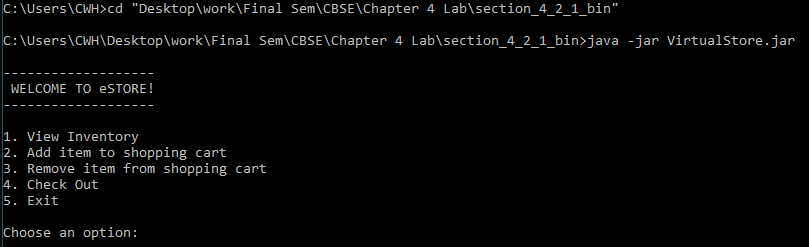 C:\Users\CWH>cd "Desktop\work\Final Sem\CBSE\Chapter 4 Lab\section_4_2_1_bin"
C:\Users\CWH\Desktop\work\Final Sem\CBSE\Chapter 4 Lab\section_4_2_1_bin>java -jar VirtualStore.jar
-------------------
WELCOME TO eSTORE!
-------------------
1. View Inventory
2. Add item to shopping cart
3. Remove item from shopping cart
4. Check Out
5. Exit
Choose an option: